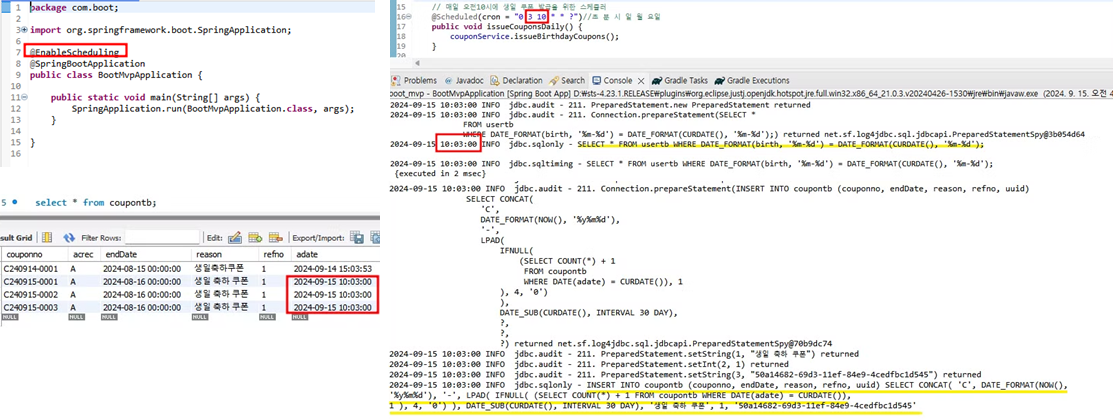 1 package com.boot;
2
3 import org.springframework.boot.SpringApplication;
6
7 @EnableScheduling
8 @SpringBootApplication
9 public class BootMvpApplication {
10
11 public static void main(String[] args) {
12 SpringApplication.run(BootMvpApplication.class, args);
13 }
14
15 }
16
5 select * from coupontb;
sult Grid Filter Rows: Edit: Export/Import:
couponno acrec endDate reason refno adate
C240914-0001 A 2024-08-15 00:00:00 생일축하쿠폰 1 2024-09-14 15:03:53
C240915-0001 A 2024-08-16 00:00:00 생일 축하 쿠폰 1 2024-09-15 10:03:00
C240915-0002 A 2024-08-16 00:00:00 생일 축하 쿠폰 1 2024-09-15 10:03:00
C240915-0003 A 2024-08-16 00:00:00 생일 축하 쿠폰 1 2024-09-15 10:03:00
NULL NULL NULL NULL NULL NULL
15 // 매일 오전10시에 생일 쿠폰 발급을 위한 스케줄러
16 @Scheduled(cron = "0 3 10 * * ?")//초 분 시 일 월 요일
17 public void issueCouponsDaily() {
18 couponService.issueBirthdayCoupons();
19 }
Problems Javadoc Declaration Search Console Gradle Tasks Gradle Executions
boot_mvp - BootMvpApplication [Spring Boot App] D:\sts-4.23.1.RELEASE\plugins\org.eclipse.justj.openjdk.hotspot.jre.full.win32.x86_64_21.0.3.v20240426-1530\jre\bin\javaw.exe (2024. 9. 15. 오전
2024-09-15 10:03:00 INFO jdbc.audit - 211. PreparedStatement.new PreparedStatement returned
2024-09-15 10:03:00 INFO jdbc.audit - 211. Connection.prepareStatement(SELECT *
FROM usertb
WHERE DATE_FORMAT(birth, '%m-%d') = DATE_FORMAT(CURDATE(), '%m-%d');) returned net.sf.log4jdbc.sql.jdbcapi.PreparedStatementSpy@3b054d64
2024-09-15 10:03:00 INFO jdbc.sqlonly - SELECT * FROM usertb WHERE DATE_FORMAT(birth, '%m-%d') = DATE_FORMAT(CURDATE(), '%m-%d');
2024-09-15 10:03:00 INFO jdbc.sqltiming - SELECT * FROM usertb WHERE DATE_FORMAT(birth, '%m-%d') = DATE_FORMAT(CURDATE(), '%m-%d');
{executed in 2 msec}
2024-09-15 10:03:00 INFO jdbc.audit - 211. Connection.prepareStatement(INSERT INTO coupontb (couponno, endDate, reason, refno, uuid)
SELECT CONCAT(
'C',
DATE_FORMAT(NOW(), '%y%m%d'),
'-',
LPAD(
IFNULL(
(SELECT COUNT(*) + 1
FROM coupontb
WHERE DATE(adate) = CURDATE()), 1
), 4, '0')
),
DATE_SUB(CURDATE(), INTERVAL 30 DAY),
?,
?,
?) returned net.sf.log4jdbc.sql.jdbcapi.PreparedStatementSpy@70b9dc74
2024-09-15 10:03:00 INFO jdbc.audit - 211. PreparedStatement.setString(1, "생일 축하 쿠폰") returned
2024-09-15 10:03:00 INFO jdbc.audit - 211. PreparedStatement.setInt(2, 1) returned
2024-09-15 10:03:00 INFO jdbc.audit - 211. PreparedStatement.setString(3, "50a14682-69d3-11ef-84e9-4cedfbc1d545") returned
2024-09-15 10:03:00 INFO jdbc.sqlonly - INSERT INTO coupontb (couponno, endDate, reason, refno, uuid) SELECT CONCAT( 'C', DATE_FORMAT(NOW(),
'%y%m%d'), '-', LPAD( IFNULL( (SELECT COUNT(*) + 1 FROM coupontb WHERE DATE(adate) = CURDATE()),
1 ), 4, '0') ), DATE_SUB(CURDATE(), INTERVAL 30 DAY), '생일 축하 쿠폰', 1, '50a14682-69d3-11ef-84e9-4cedfbc1d545'